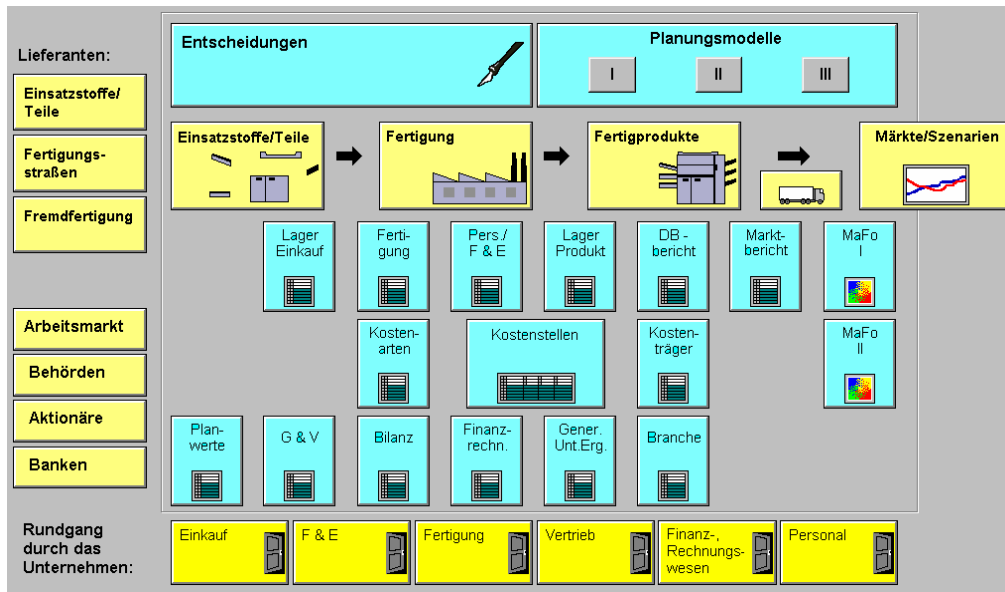 Entscheidungen
Planungsmodelle
I
II
III
Lieferanten:
Einsatzstoffe/
Teile
Fertigungs-
straßen
Fremdfertigung
Einsatzstoffe/Teile
Fertigung
Fertigprodukte
Märkte/Szenarien
Lager
Einkauf
Ferti-
gung
Pers./
F & E
Lager
Produkt
DB -
bericht
Markt-
bericht
MaFo
I
Arbeitsmarkt
Behörden
Aktionäre
Banken
Kosten-
arten
Kostenstellen
Kosten-
träger
MaFo
II
Plan-
werte
G & V
Bilanz
Finanz-
rechn.
Gener.
Unt.Erg.
Branche
Rundgang
durch das
Unternehmen:
Einkauf
F & E
Fertigung
Vertrieb
Finanz-,
Rechnungs-
wesen
Personal